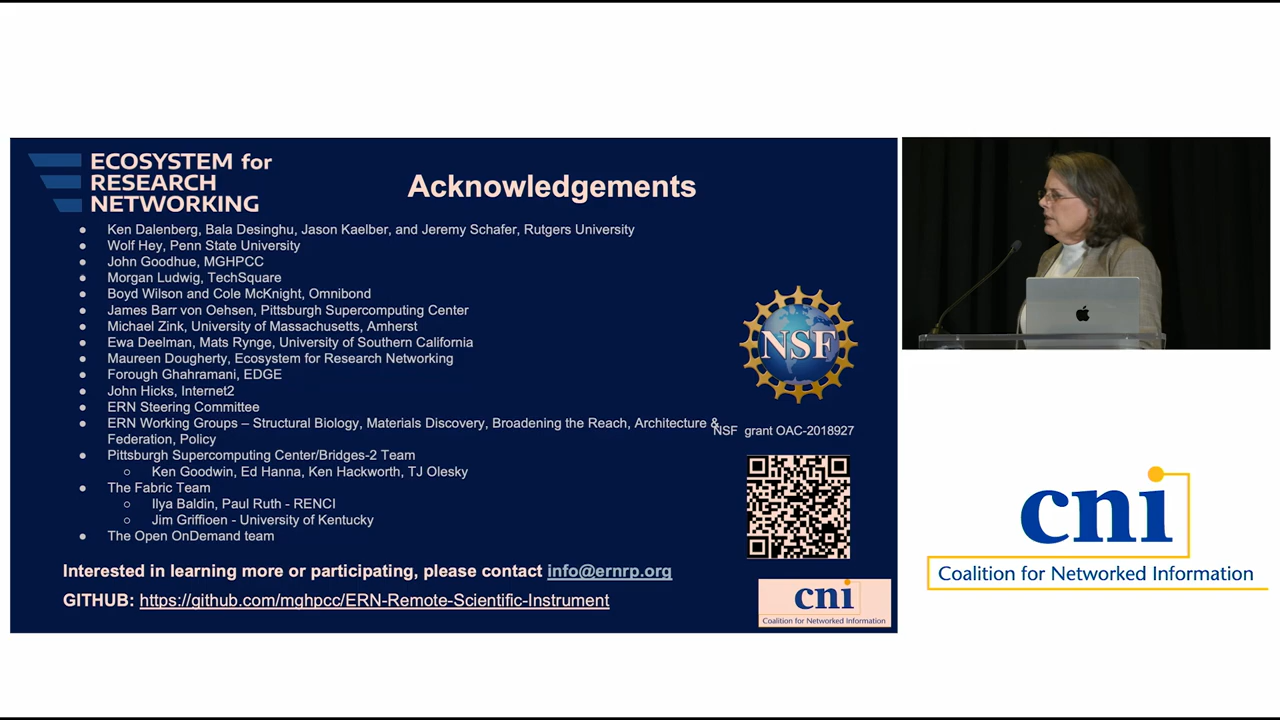 ECOSYSTEM for
RESEARCH
NETWORKING
Acknowledgements
● Ken Dalenberg, Bala Desinghu, Jason Kaelber, and Jeremy Schafer, Rutgers University
● Wolf Hey, Penn State University
● John Goodhue, MGHPCC
● Morgan Ludwig, TechSquare
● Boyd Wilson and Cole McKnight, Omnibond
● James Barr von Oehsen, Pittsburgh Supercomputing Center
● Michael Zink, University of Massachusetts, Amherst
● Ewa Deelman, Mats Rynge, University of Southern California
● Maureen Dougherty, Ecosystem for Research Networking
● Forough Ghahramani, EDGE
● John Hicks, Internet2
● ERN Steering Committee
● ERN Working Groups – Structural Biology, Materials Discovery, Broadening the Reach, Architecture &
Federation, Policy
● Pittsburgh Supercomputing Center/Bridges-2 Team
○ Ken Goodwin, Ed Hanna, Ken Hackworth, TJ Olesky
● The Fabric Team
○ Ilya Baldin, Paul Ruth - RENCI
○ Jim Griffioen - University of Kentucky
● The Open OnDemand team
Interested in learning more or participating, please contact info@ernrp.org
GITHUB: https://github.com/mghpcc/ERN-Remote-Scientific-Instrument
NSF
NSF grant OAC-2018927
cni
Coalition for Networked Information
cni
Coalition for Networked Information